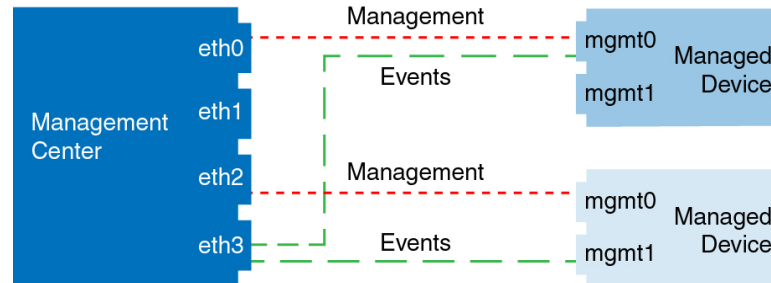 Management
eth0
mgmt0
Managed
Device
Events
mgmt1
eth1
Management
Center
eth2
Management
mgmt0
Managed
Device
eth3
Events
mgmt1